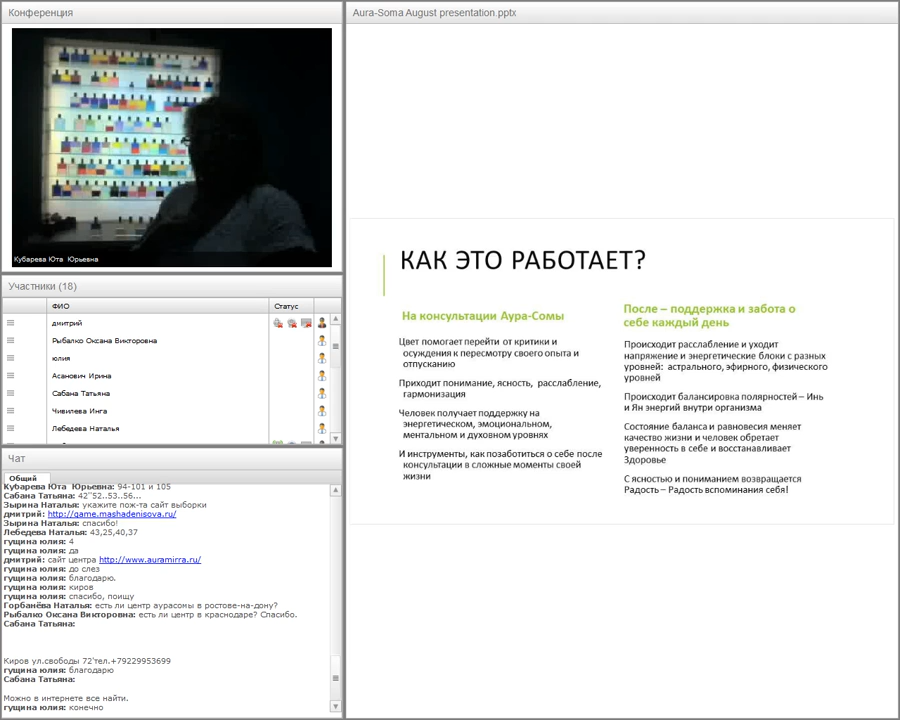 Конференция
Кубарева Юта Юрьевна
Участники (18)
ФИО
Статус
дмитрий
Рыбалко Оксана Викторовна
юлия
Асанович Ирина
Сабана Татьяна
Чивилева Инга
Лебедева Наталья
Чат
Общий
Кубарева Юта Юрьевна: 94-101 и 105
Сабана Татьяна: 42¨52..53...56...
Зырина Наталья: укажите пож-та сайт выборки
дмитрий: http://game.mashadenisova.ru/
Зырина Наталья: спасибо!
Лебедева Наталья: 43,25,40,37
гущина юлия: 4
гущина юлия: да
дмитрий: сайт центра http://www.auramirra.ru/
гущина юлия: до слез
гущина юлия: благодарю.
гущина юлия: киров
гущина юлия: спасибо, поищу
Горбанёва Наталья: есть ли центр аурасомы в ростове-на-дону?
Рыбалко Оксана Викторовна: есть ли центр в краснодаре? Спасибо.
Сабана Татьяна:
Киров ул.свободы 72'тел.+79229953699
гущина юлия: благодарю
Сабана Татьяна:
Можно в интернете все найти.
гущина юлия: конечно
Aura-Soma August presentation.pptx
КАК ЭТО РАБОТАЕТ?
На консультации Аура-Сомы
Цвет помогает перейти от критики и
осуждения к пересмотру своего опыта и
отпусканию
Приходит понимание, ясность, расслабление,
гармонизация
Человек получает поддержку на
энергетическом, эмоциональном,
ментальном и духовном уровнях
И инструменты, как позаботиться о себе после
консультации в сложные моменты своей
жизни
После – поддержка и забота о
себе каждый день
Происходит расслабление и уходит
напряжение и энергетические блоки с разных
уровней: астрального, эфирного, физического
уровней
Происходит балансировка полярностей – Инь
и Ян энергий внутри организма
Состояние баланса и равновесия меняет
качество жизни и человек обретает
уверенность в себе и восстанавливает
Здоровье
С ясностью и пониманием возвращается
Радость – Радость вспоминания себя!